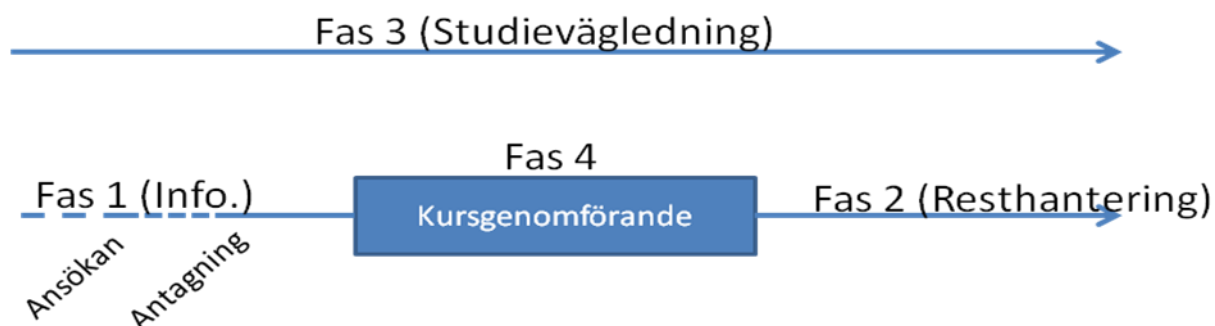 Fas 3 (Studievägledning)
Fas 4
Fas 1 (Info.)
Kursgenomförande
Fas 2 (Resthantering)
Ansökan
Antagning